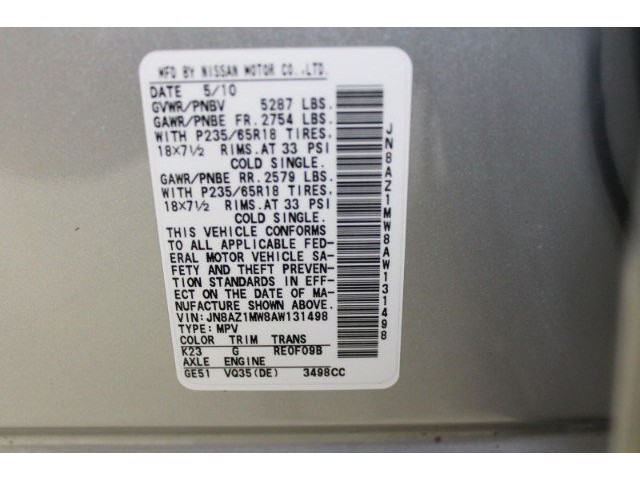 MFD BY NISSAN MOTOR CO.,LTD.
DATE 5/10
GVWR/PNBV 5287 LBS.
GAWR/PNBE FR. 2754 LBS.
WITH P235/65R18 TIRES.
18×7½ RIMS.AT 33 PSI
COLD SINGLE.
GAWR/PNBE RR. 2579 LBS.
WITH P235/65R18 TIRES.
18×7½ RIMS.AT 33 PSI
COLD SINGLE.
THIS VEHICLE CONFORMS
TO ALL APPLICABLE FED-
ERAL MOTOR VEHICLE SA-
FETY AND THEFT PREVEN-
TION STANDARDS IN EFF-
ECT ON THE DATE OF MA-
NUFACTURE SHOWN ABOVE.
VIN:JN8AZ1MW8AW131498
TYPE:MPV
COLOR TRIM TRANS
K23 G RE0F09B
AXLE ENGINE
GE51 VQ35(DE) 3498CC
JN8AZ1MW8AW131498